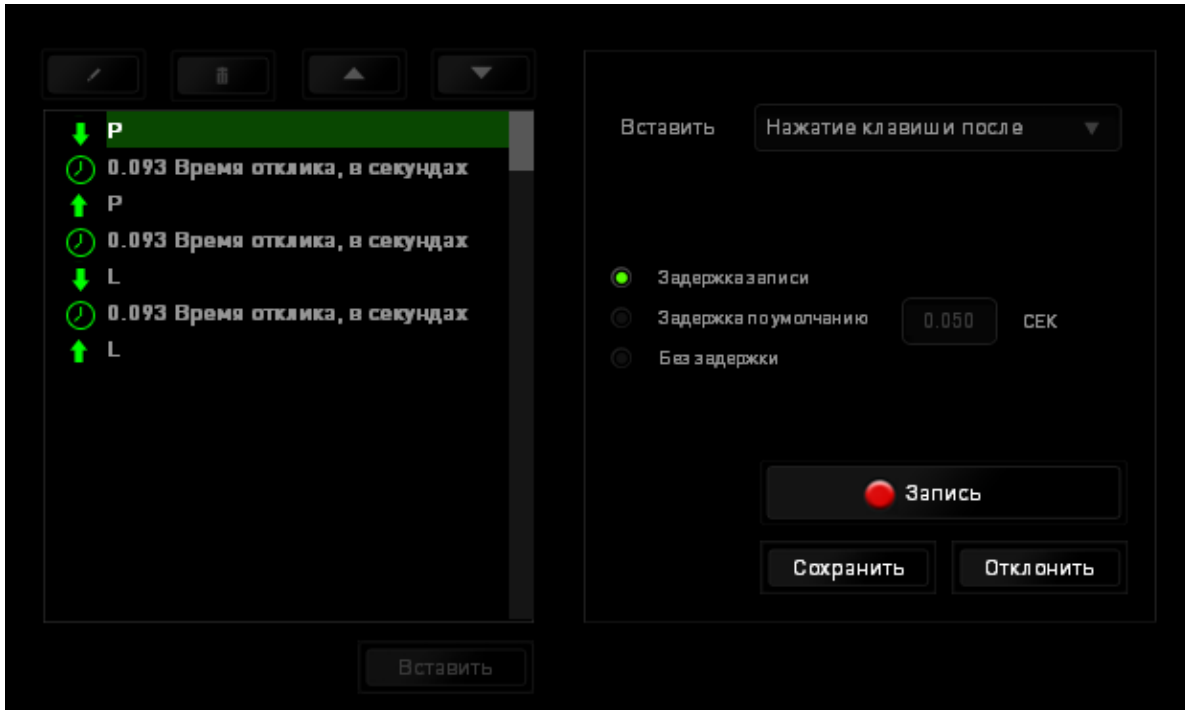 P
0.093 Время отклика, в секундах
P
0.093 Время отклика, в секундах
L
0.093 Время отклика, в секундах
L
Вставить
Вставить Нажатие клавиши после
Задержка записи
Задержка по умолчанию 0.050 СЕК
Без задержки
Запись
Сохранить Отклонить